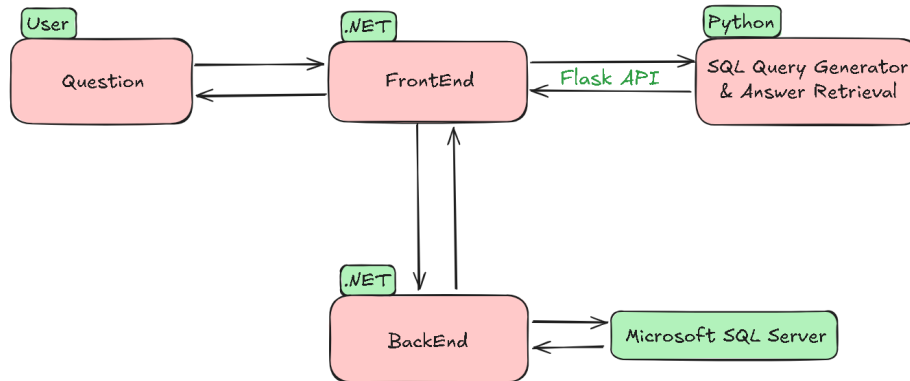 User
.NET
Python
Question
FrontEnd
Flask API
SQL Query Generator
& Answer Retrieval
.NET
BackEnd
Microsoft SQL Server